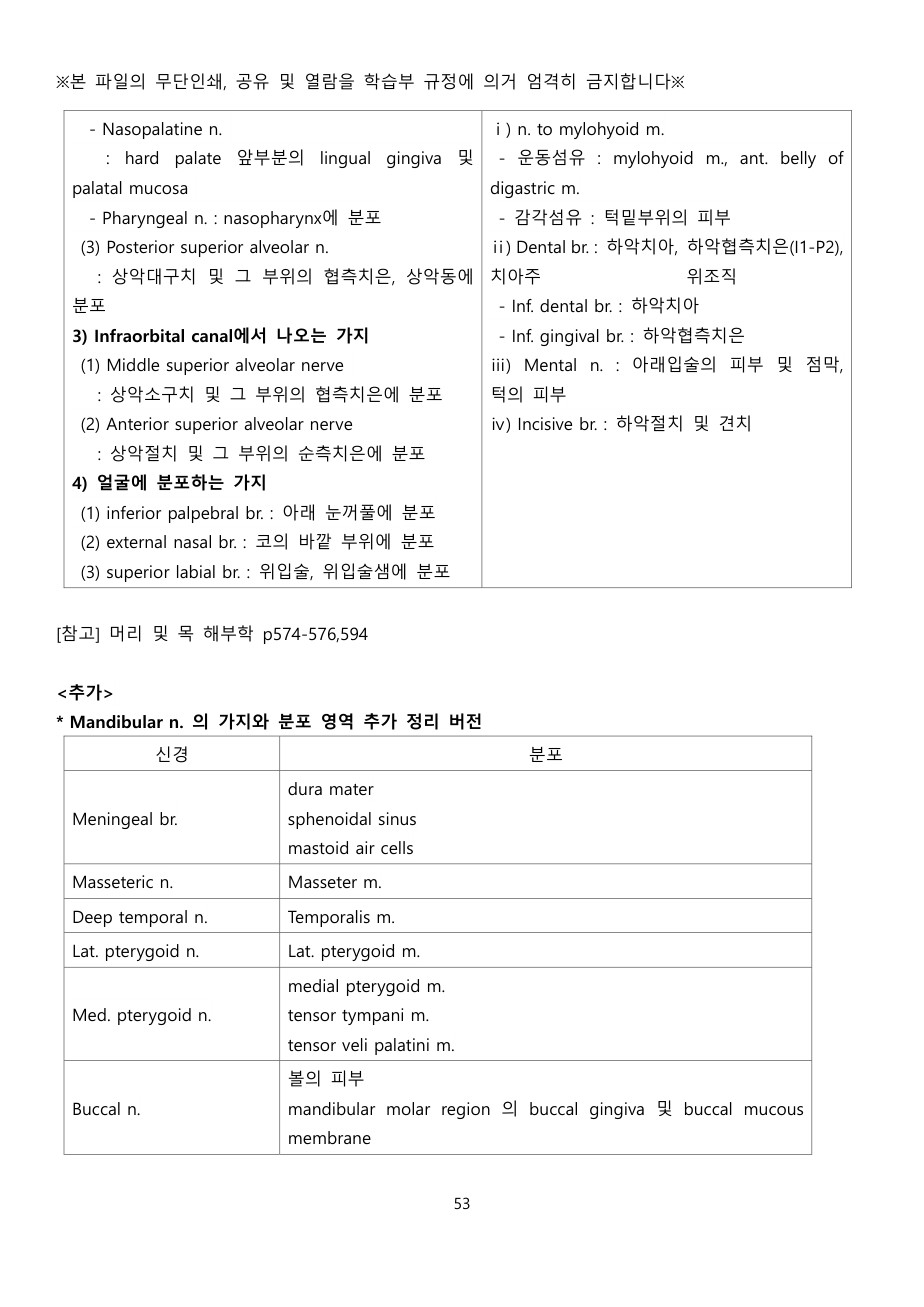 ※본 파일의 무단인쇄, 공유 및 열람을 학습부 규정에 의거 엄격히 금지합니다※
- Nasopalatine n.
: hard palate 앞부분의 lingual gingiva 및
palatal mucosa
- Pharyngeal n. : nasopharynx에 분포
(3) Posterior superior alveolar n.
: 상악대구치 및 그 부위의 협측치은, 상악동에
분포
3) Infraorbital canal에서 나오는 가지
(1) Middle superior alveolar nerve
: 상악소구치 및 그 부위의 협측치은에 분포
(2) Anterior superior alveolar nerve
: 상악절치 및 그 부위의 순측치은에 분포
4) 얼굴에 분포하는 가지
(1) inferior palpebral br. : 아래 눈꺼풀에 분포
(2) external nasal br. : 코의 바깥 부위에 분포
(3) superior labial br. : 위입술, 위입술샘에 분포
ⅰ) n. to mylohyoid m.
- 운동섬유 : mylohyoid m., ant. belly of
digastric m.
- 감각섬유 : 턱밑부위의 피부
ⅱ) Dental br. : 하악치아, 하악협측치은(I1-P2),
치아주 위조직
- Inf. dental br. : 하악치아
- Inf. gingival br. : 하악협측치은
iii) Mental n. : 아래입술의 피부 및 점막,
턱의 피부
iv) Incisive br. : 하악절치 및 견치
[참고] 머리 및 목 해부학 p574-576,594
<추가>
* Mandibular n. 의 가지와 분포 영역 추가 정리 버전
신경 분포
Meningeal br.
dura mater
sphenoidal sinus
mastoid air cells
Masseteric n. Masseter m.
Deep temporal n. Temporalis m.
Lat. pterygoid n. Lat. pterygoid m.
Med. pterygoid n.
medial pterygoid m.
tensor tympani m.
tensor veli palatini m.
Buccal n.
볼의 피부
mandibular molar region 의 buccal gingiva 및 buccal mucous
membrane
53